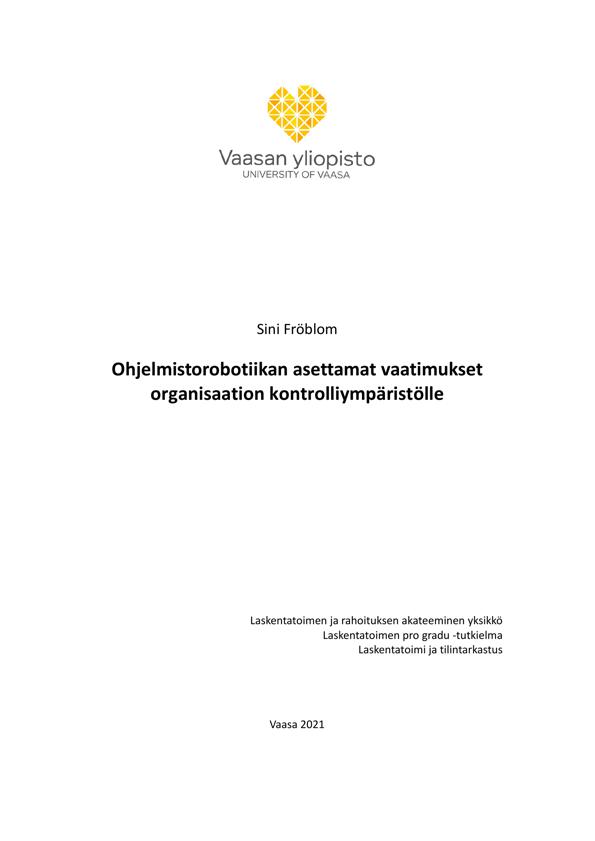 Vaasan yliopisto
UNIVERSITY OF VAASA
Sini Fröblom
Ohjelmistorobotiikan asettamat vaatimukset
organisaation kontrolliympäristölle
Laskentatoimen ja rahoituksen akateeminen yksikkö
Laskentatoimen pro gradu -tutkielma
Laskentatoimi ja tilintarkastus
Vaasa 2021